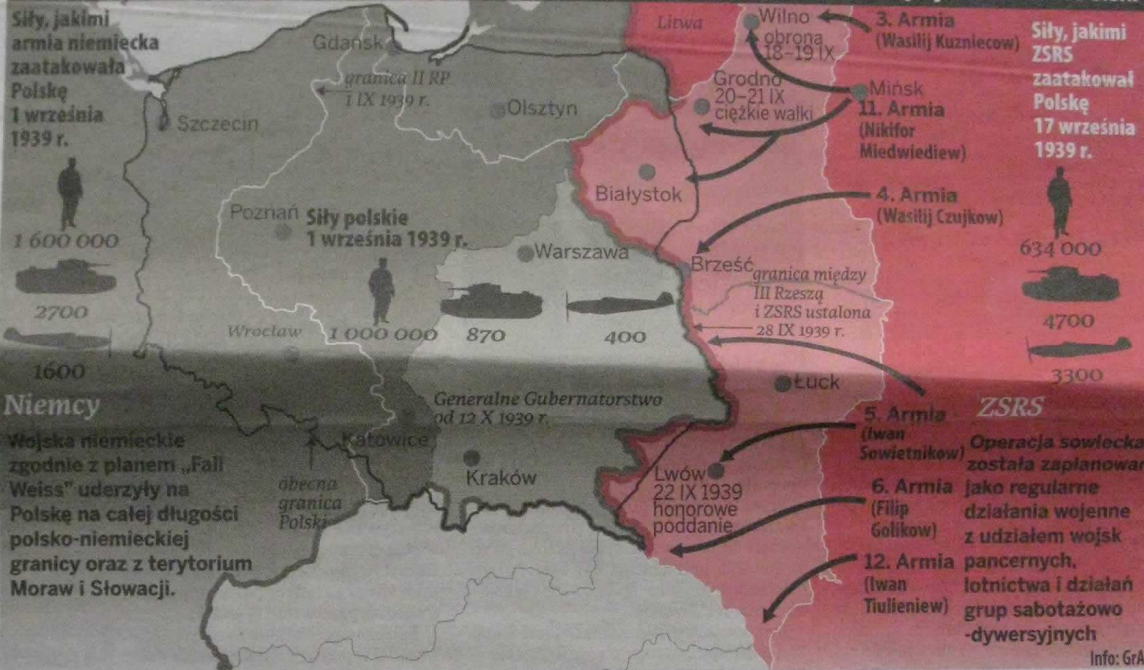 Siły, jakimi
armia niemiecka
zaatakowała
Polskę
1 września
1939 r.
1 600 000
2700
1600
Niemcy
Wojska niemieckie
zgodnie z planem „Fall
Weiss” uderzyły na
Polskę na całej długości
polsko-niemieckiej
granicy oraz z terytorium
Moraw i Słowacji.
Gdańsk
granica II RP
1 IX 1939 r.
Szczecin
Olsztyn
Poznań
Siły polskie
1 września 1939 r.
1 000 000
870
400
Warszawa
Wrocław
Generalne Gubernatorstwo
od 12 X 1939 r.
Katowice
Kraków
obecna
granica
Polski
Litwa
Wilno
obrona
18–19 IX
Grodno
20–21 IX
ciężkie walki
Mińsk
Białystok
Brześć
granica między
III Rzeszą
i ZSRS ustalona
28 IX 1939 r.
Łuck
Lwów
22 IX 1939
honorowe
poddanie
3. Armia
(Wasilij Kuzniecow)
11. Armia
(Nikifor
Miedwiediew)
4. Armia
(Wasilij Czujkow)
5. Armia
(Iwan
Sowietnikow)
6. Armia
(Filip
Golikow)
12. Armia
(Iwan
Tiulieniew)
Siły, jakimi
ZSRS
zaatakował
Polskę
17 września
1939 r.
634 000
4700
3300
ZSRS
Operacja sowiecka
została zaplanowan
jako regularne
działania wojenne
z udziałem wojsk
pancernych,
lotnictwa i działań
grup sabotażowo
-dywersyjnych
Info: GrA